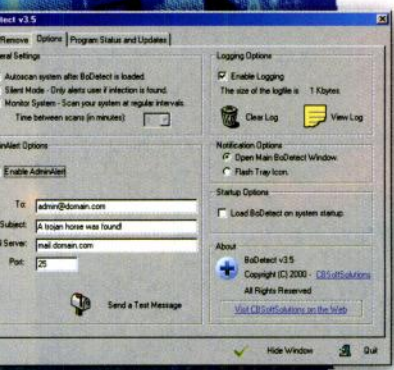 tect v3.5
Remove Options Program Status and Updates
eral Settings
Autoscan system after BoDetect is loaded.
Silent Mode - Only alerts user if infection is found.
Monitor System - Scan your system at regular intervals.
Time between scans (in minutes)
Logging Options
Enable Logging
The size of the logfile is 1 Kbytes.
Clear Log View Log
minAlert Options
Enable AdminAlert
To: admin@domain.com
Subject: A trojan horse was found!
l Server: mail.domain.com
Port: 25
Send a Test Message
Notification Options
Open Main BoDetect Window.
Flash Tray Icon.
Startup Options
Load BoDetect on system startup.
About
BoDetect v3.5
Copyright (C) 2000 - CBSoftSolutions
All Rights Reserved
Visit CBSoftSolutions on the Web
Hide Window Quit